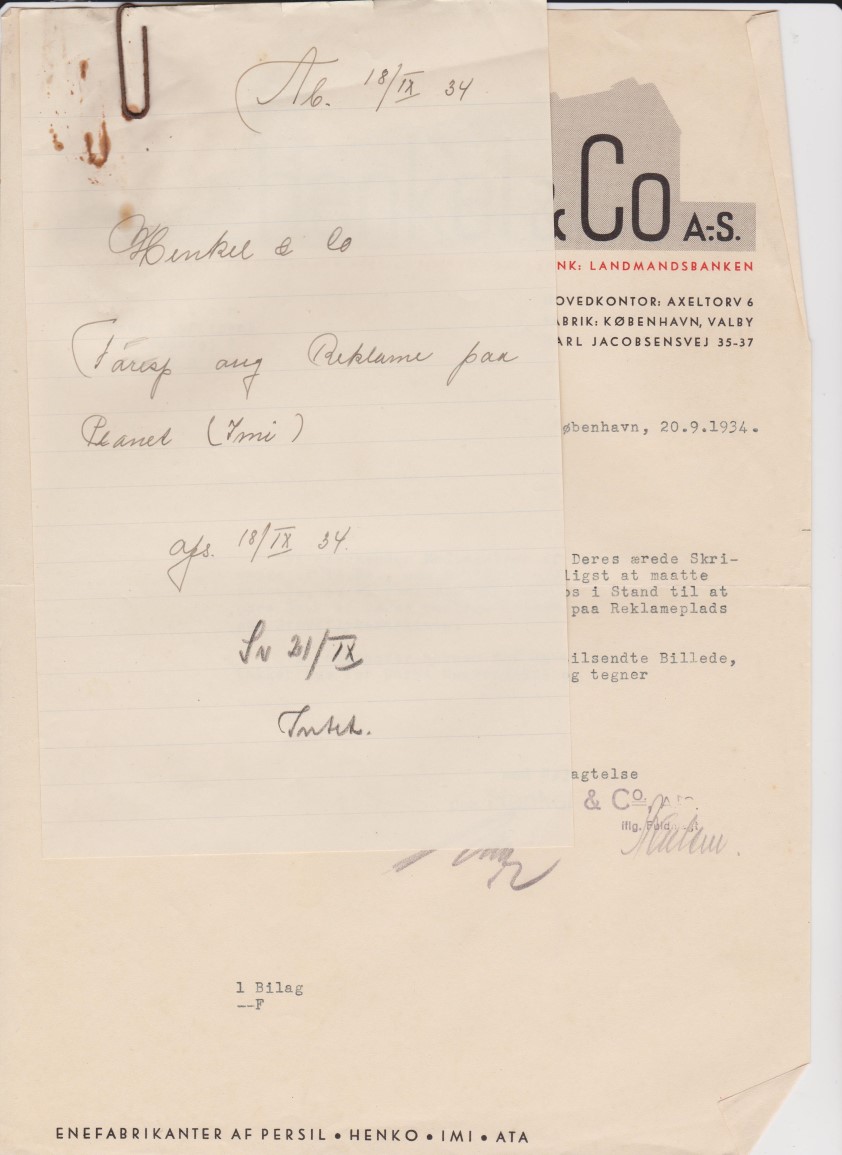 Ab. 18/IX 34
Henkel & Co
Føresp ang Reklame paa
Planet (Imi)
afs. 18/IX 34.
Sv 21/IX
Intet.
& Co A:-S.
NK: LANDMANDSBANKEN
OVEDKONTOR: AXELTORV 6
ABRIK: KØBENHAVN, VALBY
ARL JACOBSENSVEJ 35-37
øbenhavn, 20.9.1934.
Deres ærede Skri-
ligst at maatte
os i Stand til at
paa Reklameplads
ilsendte Billede,
g tegner
agtelse
& Co.
iflg. Fuldmagt
1 Bilag
--F
ENEFABRIKANTER AF PERSIL • HENKO • IMI • ATA